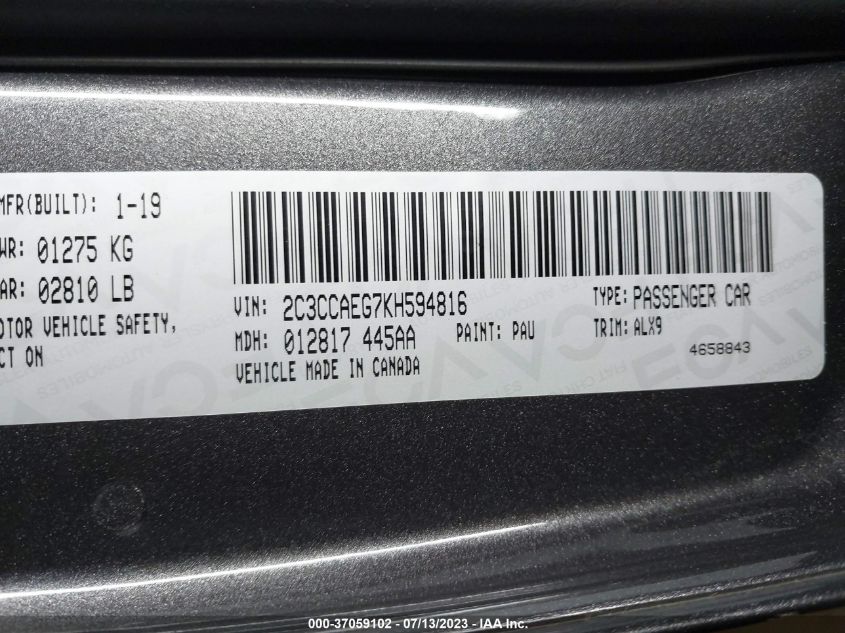 MFR(BUILT): 1-19
WR: 01275 KG
AR: 02810 LB
OTOR VEHICLE SAFETY,
CT ON
VIN: 2C3CCAEG7KH594816
TYPE: PASSENGER CAR
MDH: 012817 445AA
PAINT: PAU
TRIM: ALX9
VEHICLE MADE IN CANADA
4658843
000-37059102 - 07/13/2023 - IAA Inc.